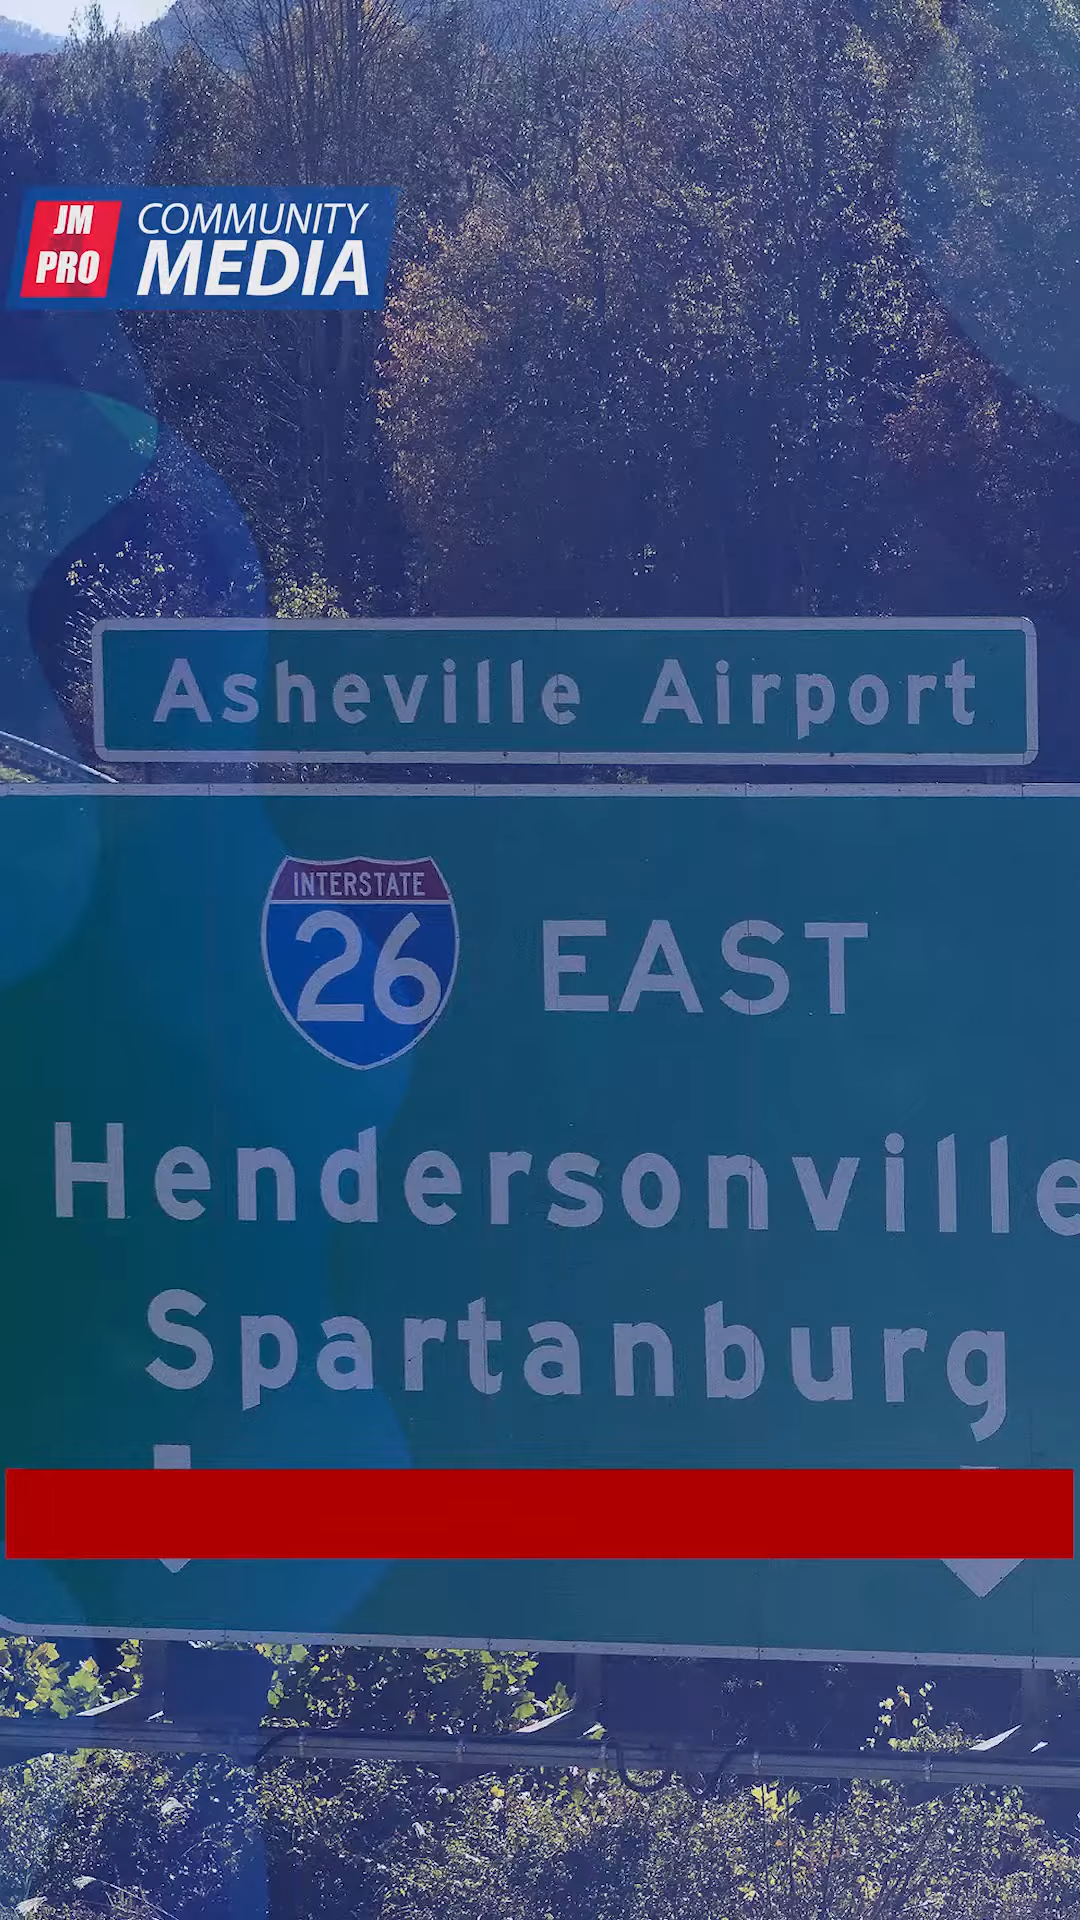 JM
PRO
COMMUNITY
MEDIA
Asheville Airport
INTERSTATE
26
EAST
Hendersonville
Spartanburg